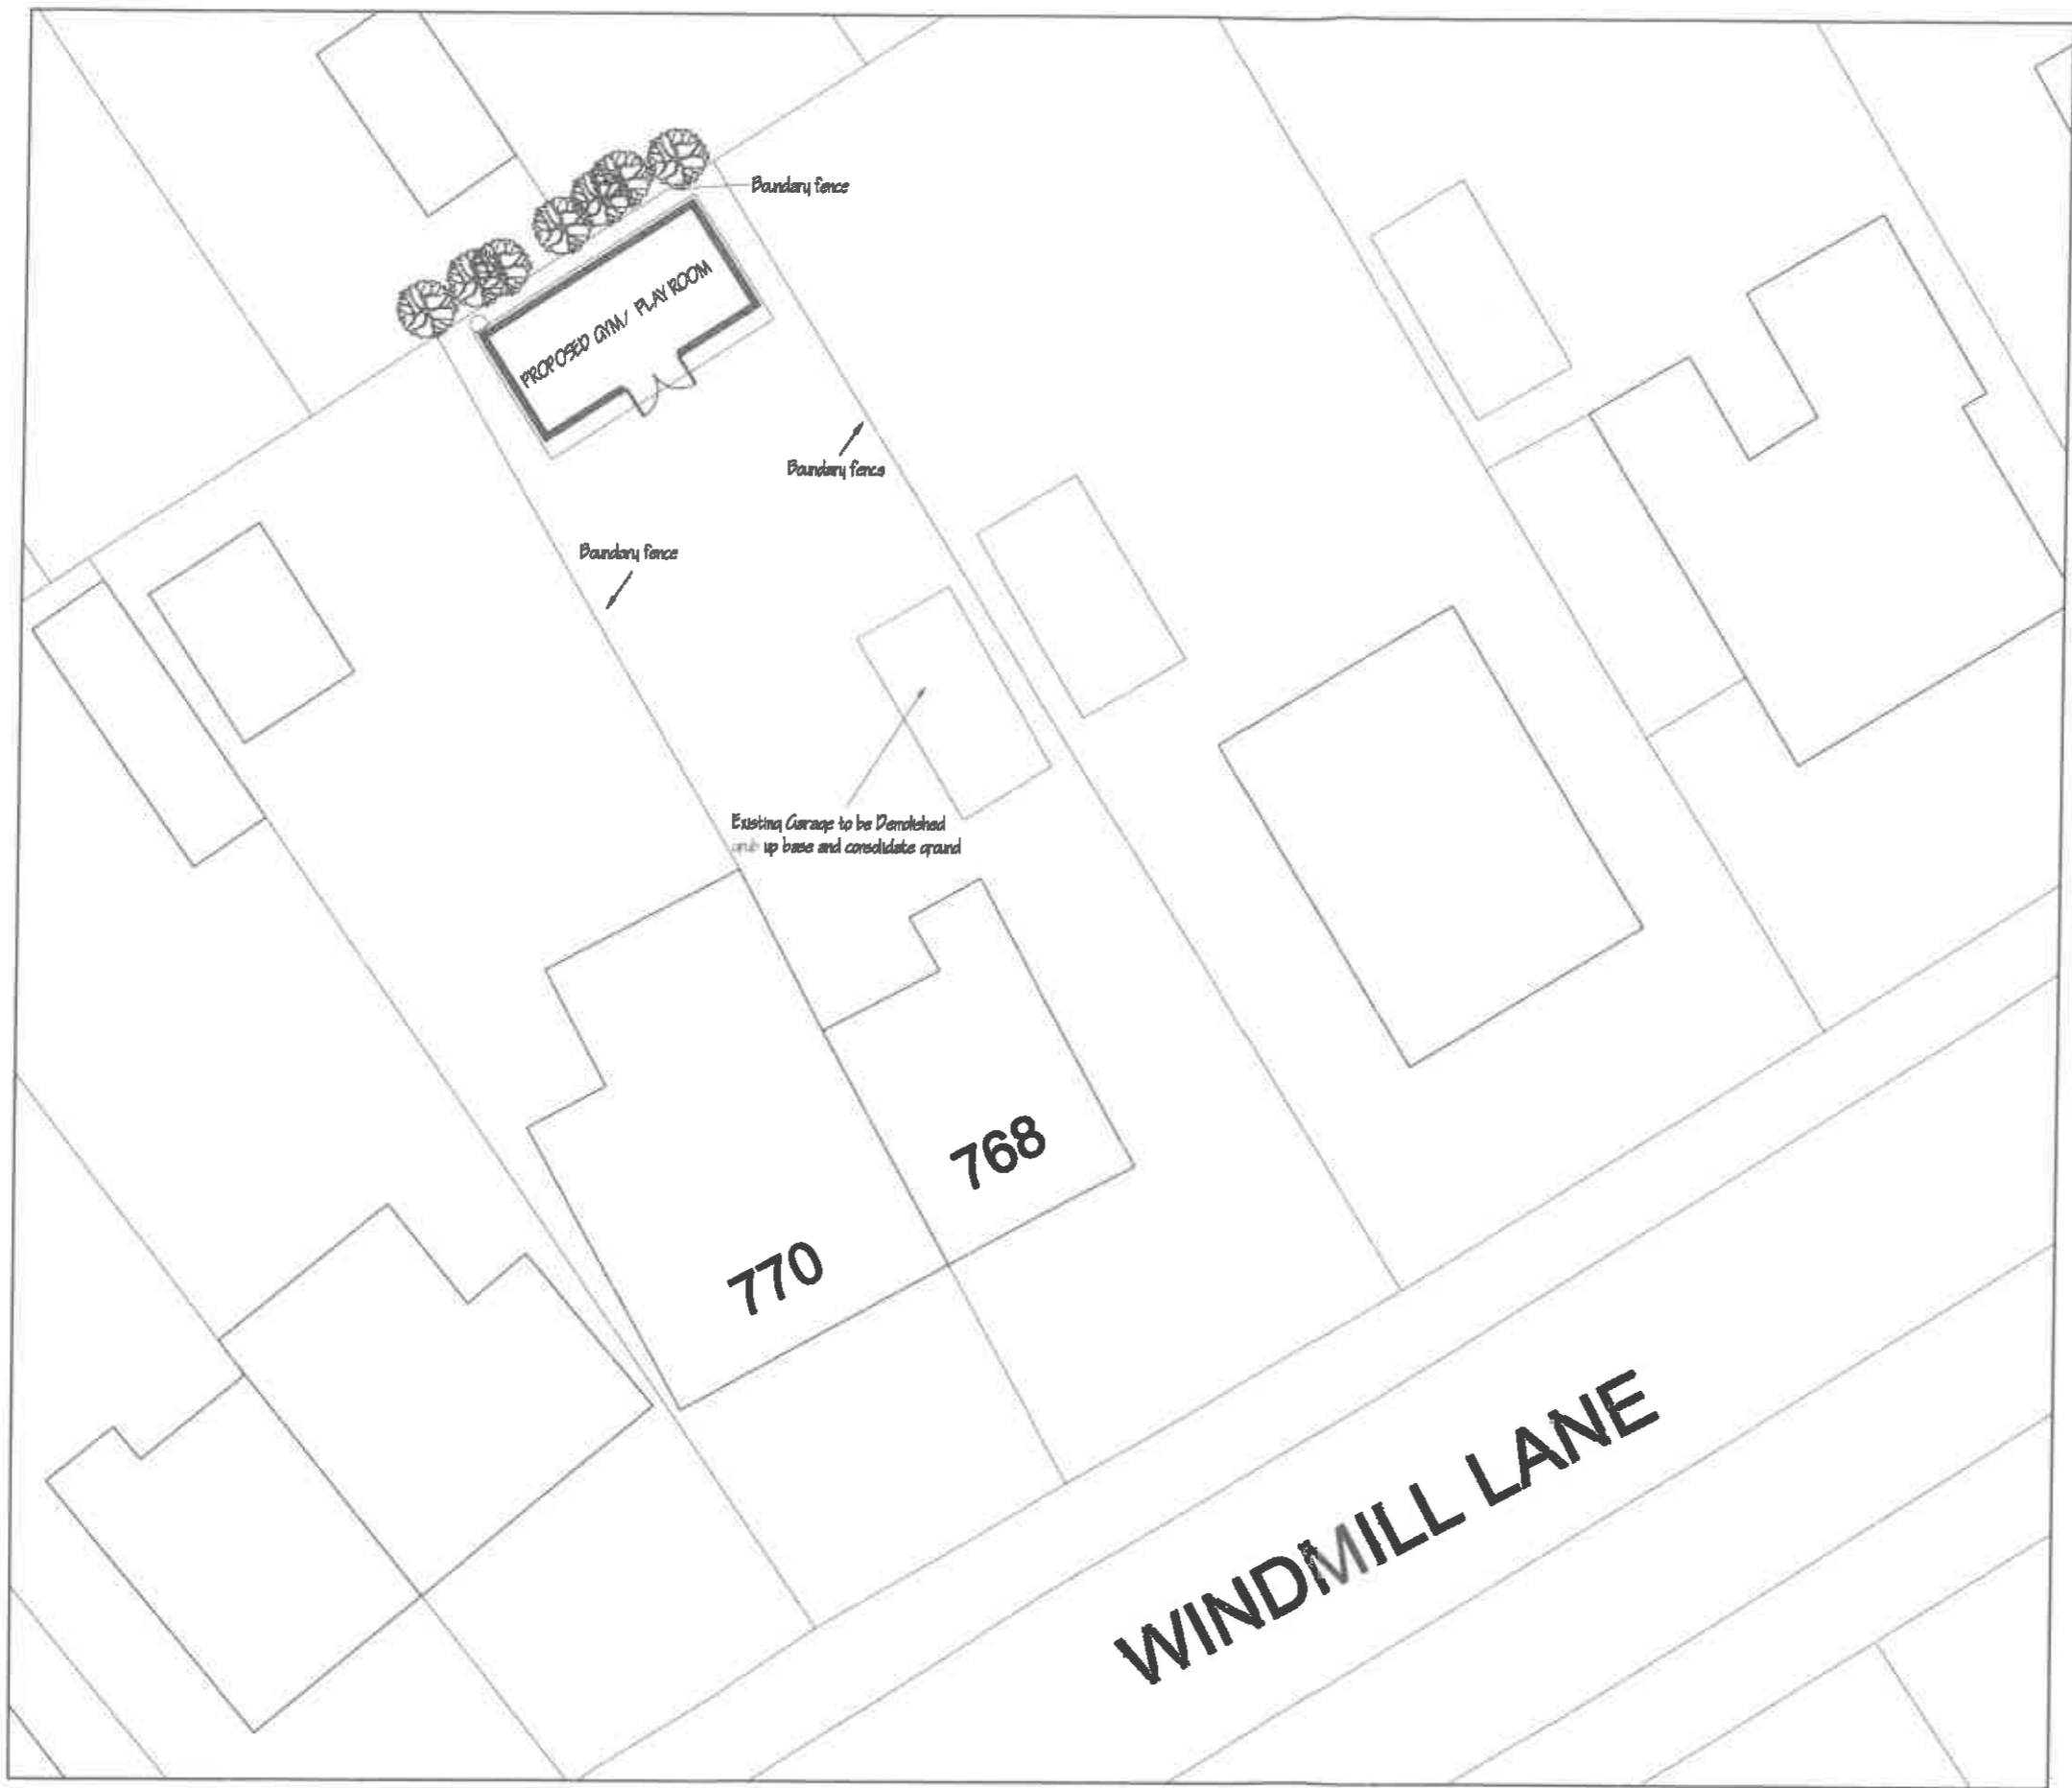 Boundary fence
PROPOSED GYM/ PLAY ROOM
Boundary fence
Boundary fence
Existing Garage to be Demolished
grub up base and consolidate ground
768
770
WINDMILL LANE